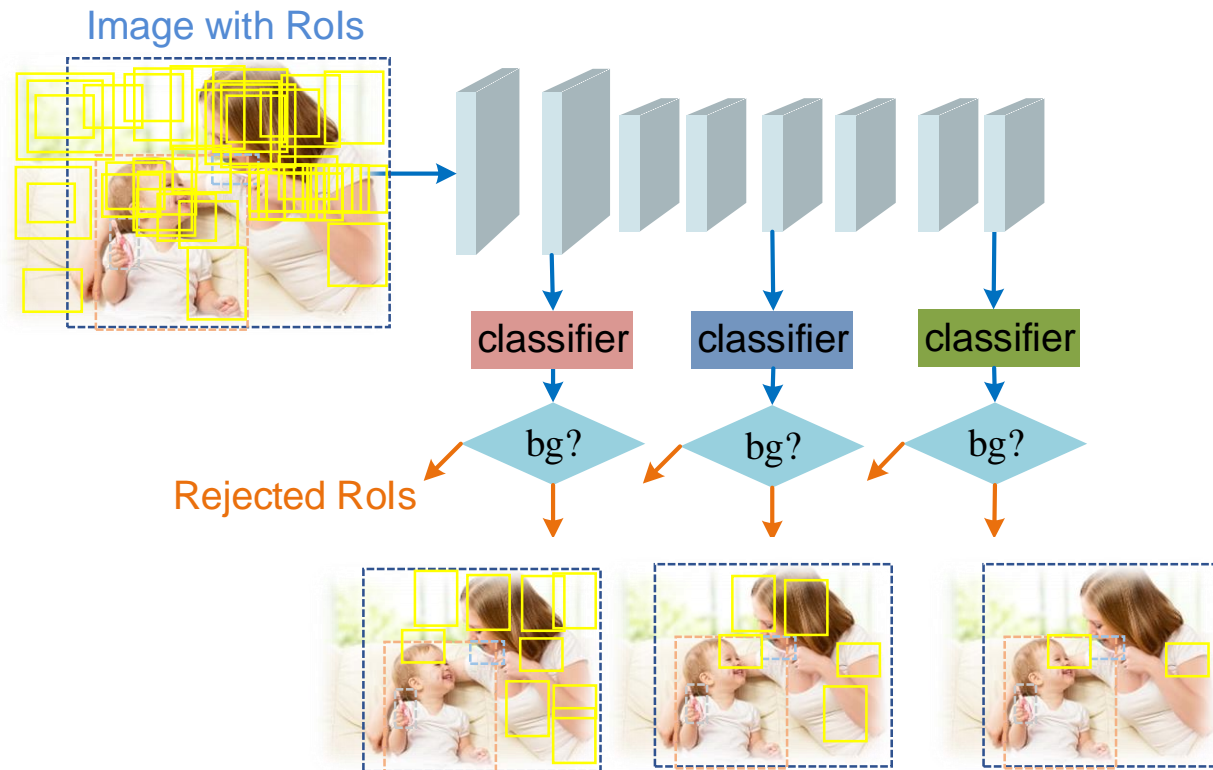 Image with RoIs
classifier
classifier
classifier
bg?
bg?
bg?
Rejected RoIs